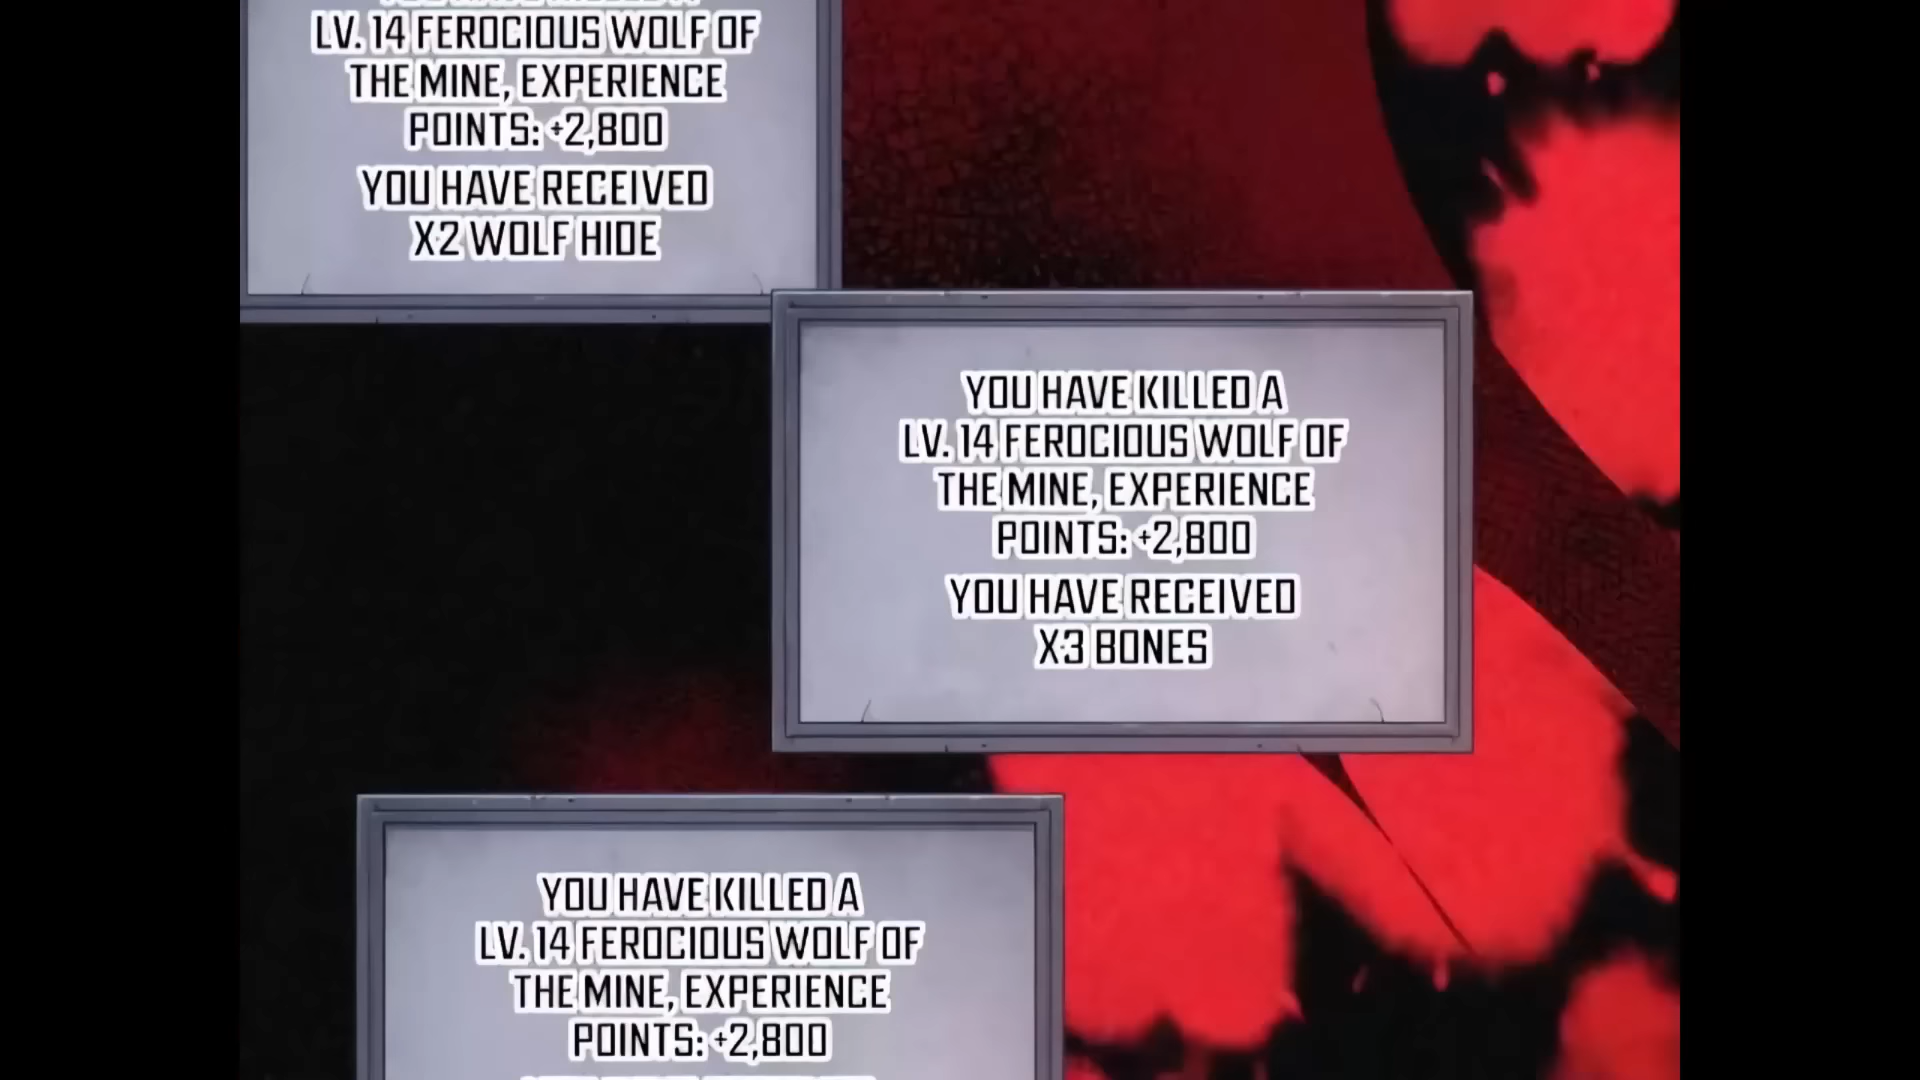 LV. 14 FEROCIOUS WOLF OF
THE MINE, EXPERIENCE
POINTS: +2,800
YOU HAVE RECEIVED
X2 WOLF HIDE
YOU HAVE KILLED A
LV. 14 FEROCIOUS WOLF OF
THE MINE, EXPERIENCE
POINTS: +2,800
YOU HAVE RECEIVED
X3 BONES
YOU HAVE KILLED A
LV. 14 FEROCIOUS WOLF OF
THE MINE, EXPERIENCE
POINTS: +2,800